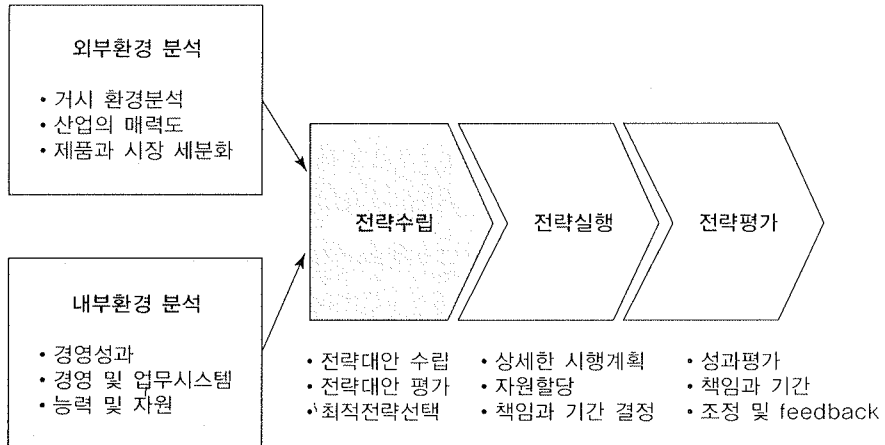 외부환경 분석
• 거시 환경분석
• 산업의 매력도
• 제품과 시장 세분화
내부환경 분석
• 경영성과
• 경영 및 업무시스템
• 능력 및 자원
전략수립
전략실행
전략평가
• 전략대안 수립
• 전략대안 평가
• 최적전략선택
• 상세한 시행계획
• 자원할당
• 책임과 기간 결정
• 성과평가
• 책임과 기간
• 조정 및 feedback